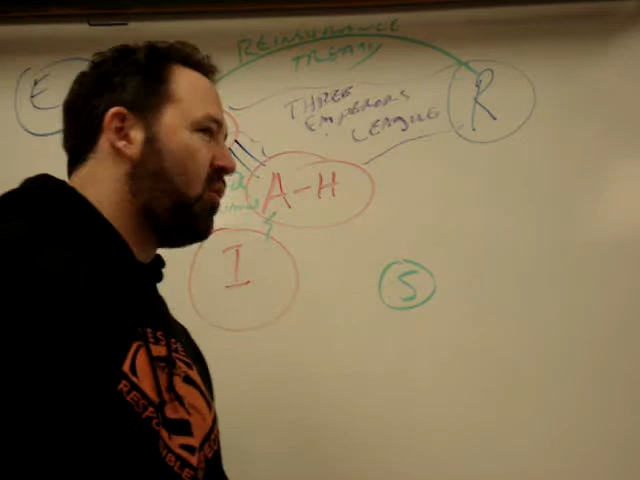 REINSURANCE
TREATY
E
THREE
EMPERORS
LEAGUE
R
A-H
I
S